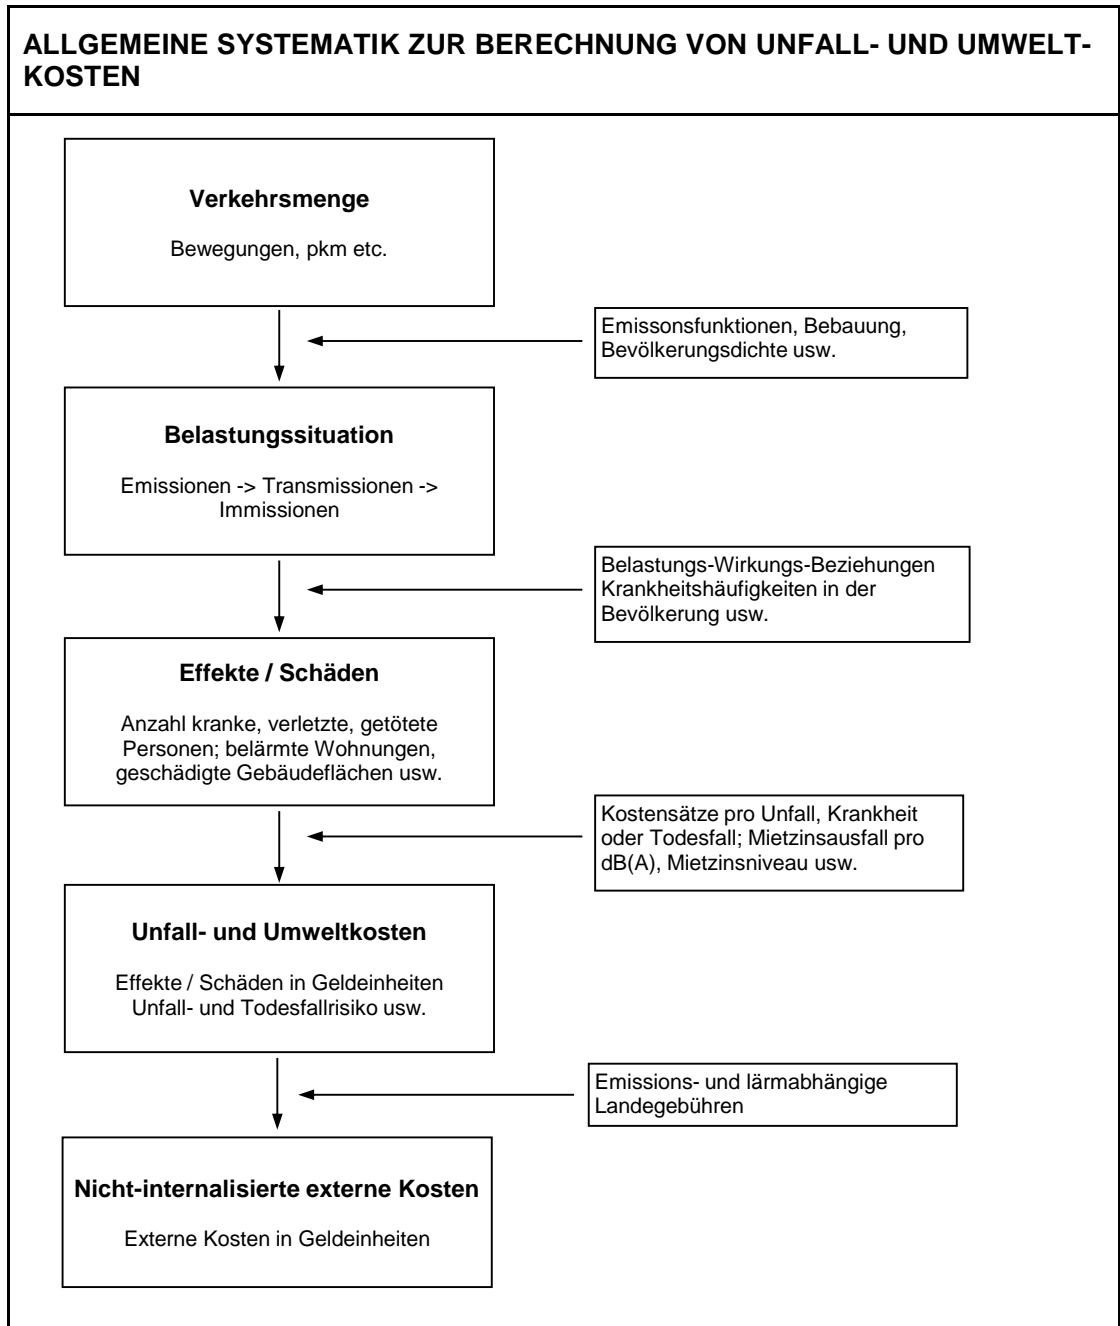 ALLGEMEINE SYSTEMATIK ZUR BERECHNUNG VON UNFALL- UND UMWELT-
KOSTEN
Verkehrsmenge
Bewegungen, pkm etc.
Emissonsfunktionen, Bebauung,
Bevölkerungsdichte usw.
Belastungssituation
Emissionen -> Transmissionen ->
Immissionen
Belastungs-Wirkungs-Beziehungen
Krankheitshäufigkeiten in der
Bevölkerung usw.
Effekte / Schäden
Anzahl kranke, verletzte, getötete
Personen; belärmte Wohnungen,
geschädigte Gebäudeflächen usw.
Kostensätze pro Unfall, Krankheit
oder Todesfall; Mietzinsausfall pro
dB(A), Mietzinsniveau usw.
Unfall- und Umweltkosten
Effekte / Schäden in Geldeinheiten
Unfall- und Todesfallrisiko usw.
Emissions- und lärmabhängige
Landegebühren
Nicht-internalisierte externe Kosten
Externe Kosten in Geldeinheiten